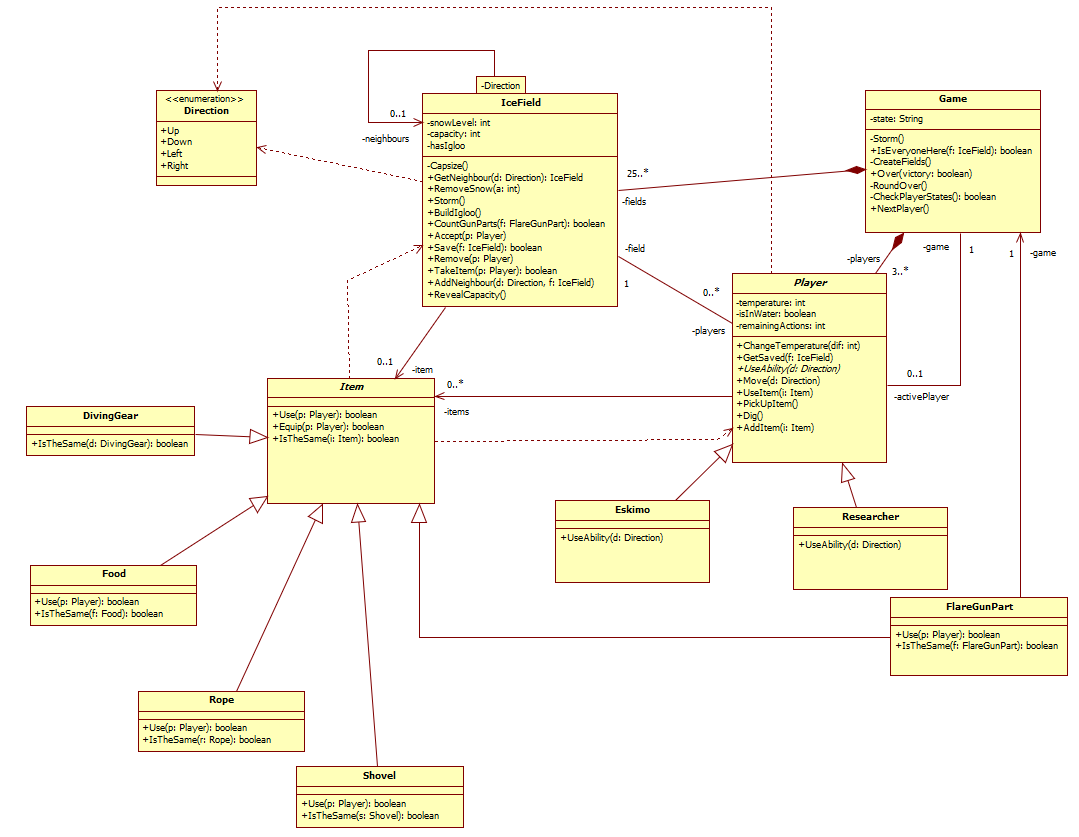 <<enumeration>>
Direction
+Up
+Down
+Left
+Right
-Direction
0..1
-neighbours
IceField
-snowLevel: int
-capacity: int
-hasIgloo
-Capsize()
+GetNeighbour(d: Direction): IceField
+RemoveSnow(a: int)
+Storm()
+BuildIgloo()
+CountGunParts(f: FlareGunPart): boolean
+Accept(p: Player)
+Save(f: IceField): boolean
+Remove(p: Player)
+TakeItem(p: Player): boolean
+AddNeighbour(d: Direction, f: IceField)
+RevealCapacity()
Game
-state: String
-Storm()
+IsEveryoneHere(f: IceField): boolean
-CreateFields()
+Over(victory: boolean)
-RoundOver()
-CheckPlayerStates(): boolean
+NextPlayer()
25..*
-fields
-field
1
0..*
-players
-players
3..*
-game
1
1
-game
0..1
-activePlayer
Player
-temperature: int
-isInWater: boolean
-remainingActions: int
+ChangeTemperature(dif: int)
+GetSaved(f: IceField)
+UseAbility(d: Direction)
+Move(d: Direction)
+UseItem(i: Item)
+PickUpItem()
+Dig()
+AddItem(i: Item)
0..1
-item
0..*
-items
Item
+Use(p: Player): boolean
+Equip(p: Player): boolean
+IsTheSame(i: Item): boolean
DivingGear
+IsTheSame(d: DivingGear): boolean
Eskimo
+UseAbility(d: Direction)
Researcher
+UseAbility(d: Direction)
Food
+Use(p: Player): boolean
+IsTheSame(f: Food): boolean
FlareGunPart
+Use(p: Player): boolean
+IsTheSame(f: FlareGunPart): boolean
Rope
+Use(p: Player): boolean
+IsTheSame(r: Rope): boolean
Shovel
+Use(p: Player): boolean
+IsTheSame(s: Shovel): boolean